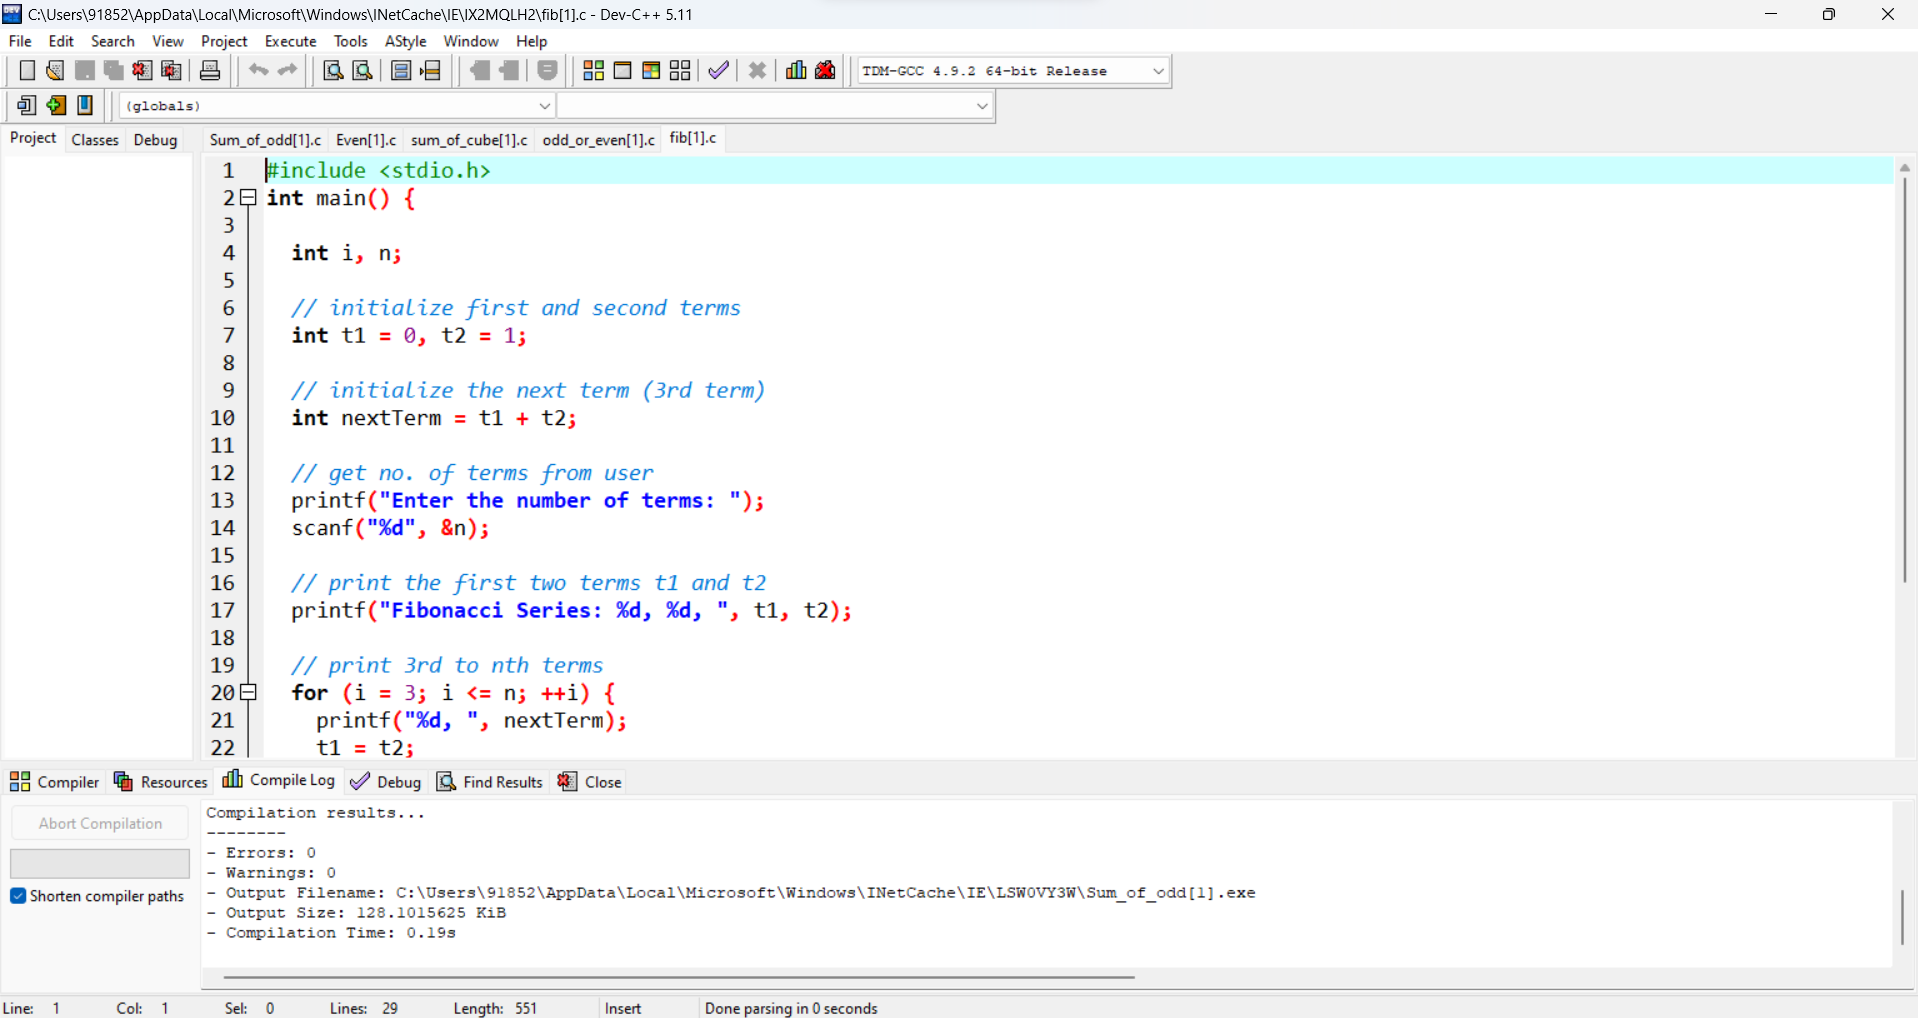 C:\Users\91852\AppData\Local\Microsoft\Windows\INetCache\IE\IX2MQLH2\fib[1].c - Dev-C++ 5.11
File Edit Search View Project Execute Tools AStyle Window Help
TDM-GCC 4.9.2 64-bit Release
(globals)
Project Classes Debug Sum_of_odd[1].c Even[1].c sum_of_cube[1].c odd_or_even[1].c fib[1].c
1 #include <stdio.h>
2 int main() {
3
4 int i, n;
5
6 // initialize first and second terms
7 int t1 = 0, t2 = 1;
8
9 // initialize the next term (3rd term)
10 int nextTerm = t1 + t2;
11
12 // get no. of terms from user
13 printf("Enter the number of terms: ");
14 scanf("%d", &n);
15
16 // print the first two terms t1 and t2
17 printf("Fibonacci Series: %d, %d, ", t1, t2);
18
19 // print 3rd to nth terms
20 for (i = 3; i <= n; ++i) {
21 printf("%d, ", nextTerm);
22 t1 = t2;
Compiler Resources Compile Log Debug Find Results Close
Abort Compilation
Shorten compiler paths
Compilation results...
--------
- Errors: 0
- Warnings: 0
- Output Filename: C:\Users\91852\AppData\Local\Microsoft\Windows\INetCache\IE\LSW0VY3W\Sum_of_odd[1].exe
- Output Size: 128.1015625 KiB
- Compilation Time: 0.19s
Line: 1 Col: 1 Sel: 0 Lines: 29 Length: 551 Insert Done parsing in 0 seconds